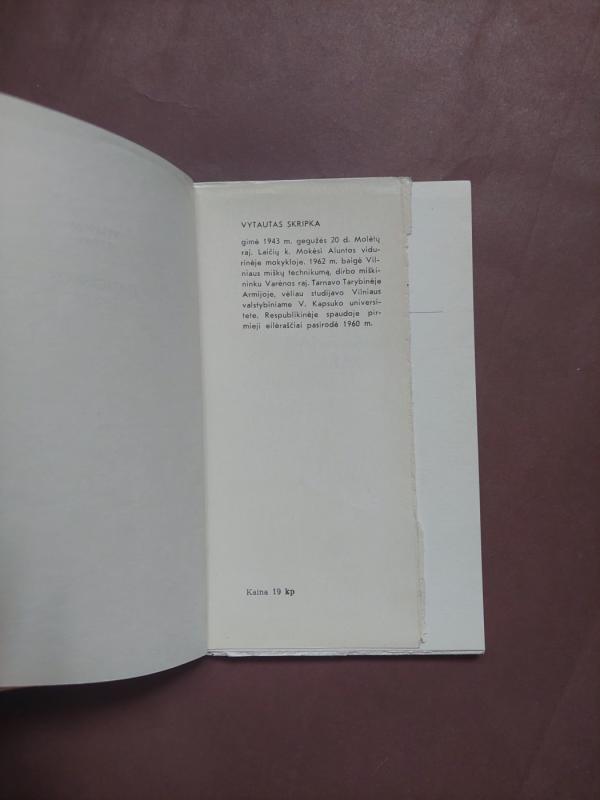 VYTAUTAS SKRIPKA
gimė 1943 m. gegužės 20 d. Molėtų
raj. Laičių k. Mokėsi Aluntos vidu-
rinėje mokykloje. 1962 m. baigė Vil-
niaus miškų technikumą, dirbo miški-
ninku Varėnos raj. Tarnavo Tarybinėje
Armijoje, vėliau studijavo Vilniaus
valstybiniame V. Kapsuko universi-
tete. Respublikinėje spaudoje pir-
mieji eilėraščiai pasirodė 1960 m.
Kaina 19 kp